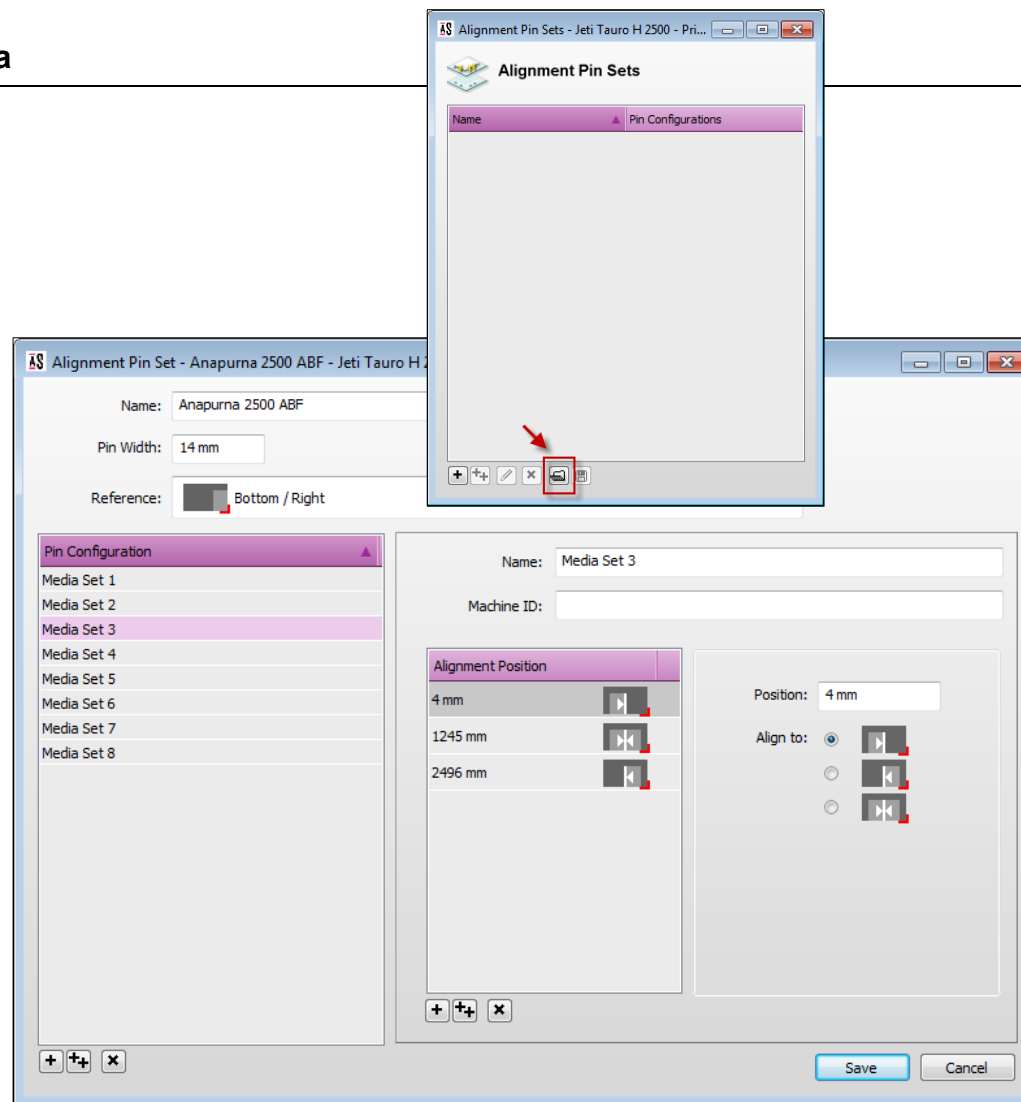 a
AS Alignment Pin Sets - Jeti Tauro H 2500 - Pri...
Alignment Pin Sets
Name Pin Configurations
AS Alignment Pin Set - Anapurna 2500 ABF - Jeti Tauro H 2
Name: Anapurna 2500 ABF
Pin Width: 14 mm
Reference: Bottom / Right
Pin Configuration
Media Set 1
Media Set 2
Media Set 3
Media Set 4
Media Set 5
Media Set 6
Media Set 7
Media Set 8
Name: Media Set 3
Machine ID:
Alignment Position
4 mm
1245 mm
2496 mm
Position: 4 mm
Align to:
Save Cancel